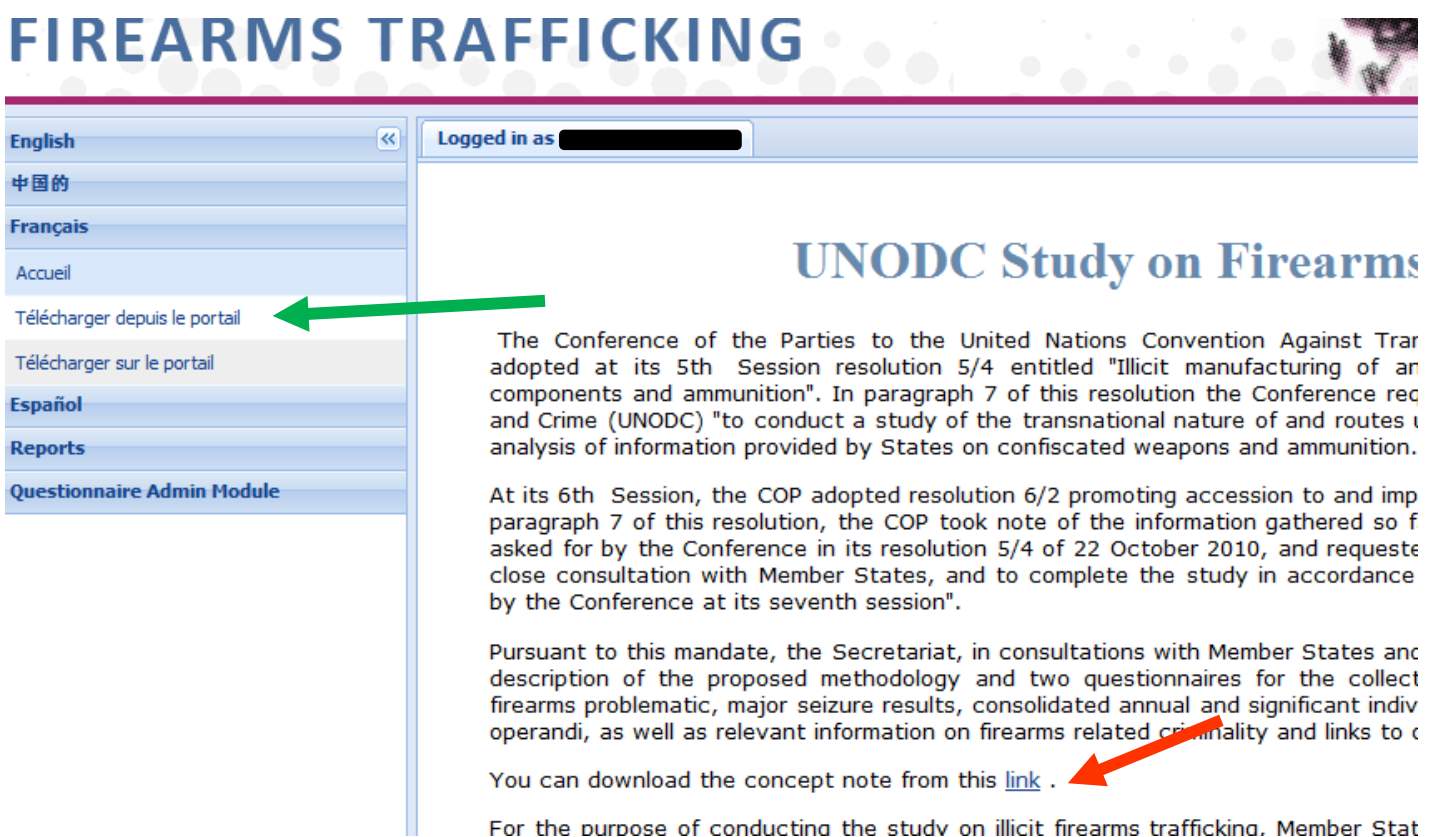 FIREARMS TRAFFICKING
English
中国的
Français
Accueil
Télécharger depuis le portail
Télécharger sur le portail
Español
Reports
Questionnaire Admin Module
Logged in as
UNODC Study on Firearms
The Conference of the Parties to the United Nations Convention Against Tran
adopted at its 5th Session resolution 5/4 entitled "Illicit manufacturing of an
components and ammunition". In paragraph 7 of this resolution the Conference req
and Crime (UNODC) "to conduct a study of the transnational nature of and routes u
analysis of information provided by States on confiscated weapons and ammunition.
At its 6th Session, the COP adopted resolution 6/2 promoting accession to and imp
paragraph 7 of this resolution, the COP took note of the information gathered so f
asked for by the Conference in its resolution 5/4 of 22 October 2010, and requeste
close consultation with Member States, and to complete the study in accordance
by the Conference at its seventh session".
Pursuant to this mandate, the Secretariat, in consultations with Member States and
description of the proposed methodology and two questionnaires for the collect
firearms problematic, major seizure results, consolidated annual and significant indiv
operandi, as well as relevant information on firearms related criminality and links to
You can download the concept note from this link .
For the purpose of conducting the study on illicit firearms trafficking, Member Stat